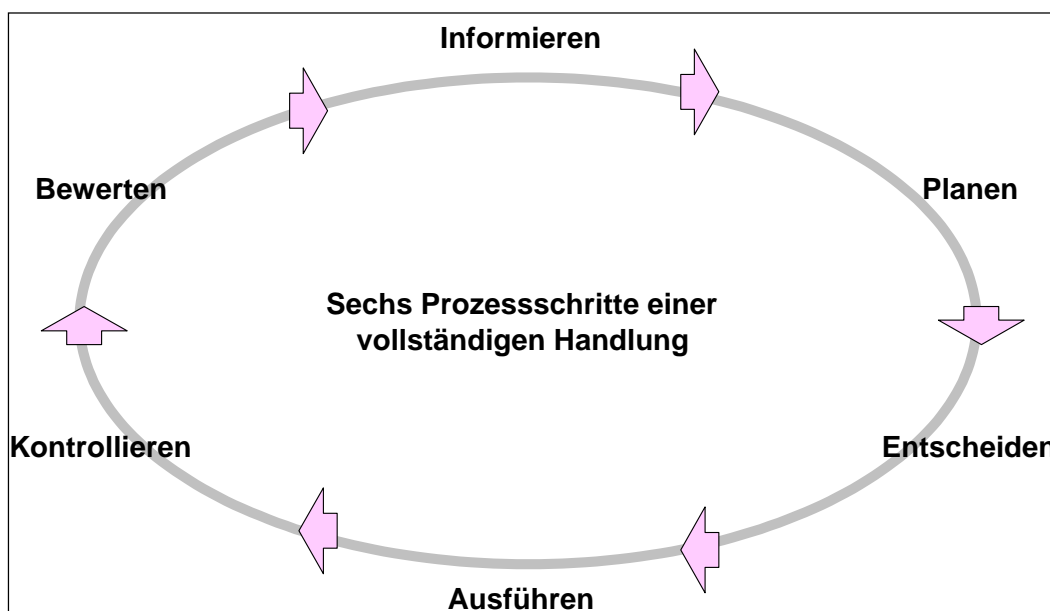 Informieren
Bewerten
Planen
Sechs Prozessschritte einer
vollständigen Handlung
Kontrollieren
Entscheiden
Ausführen